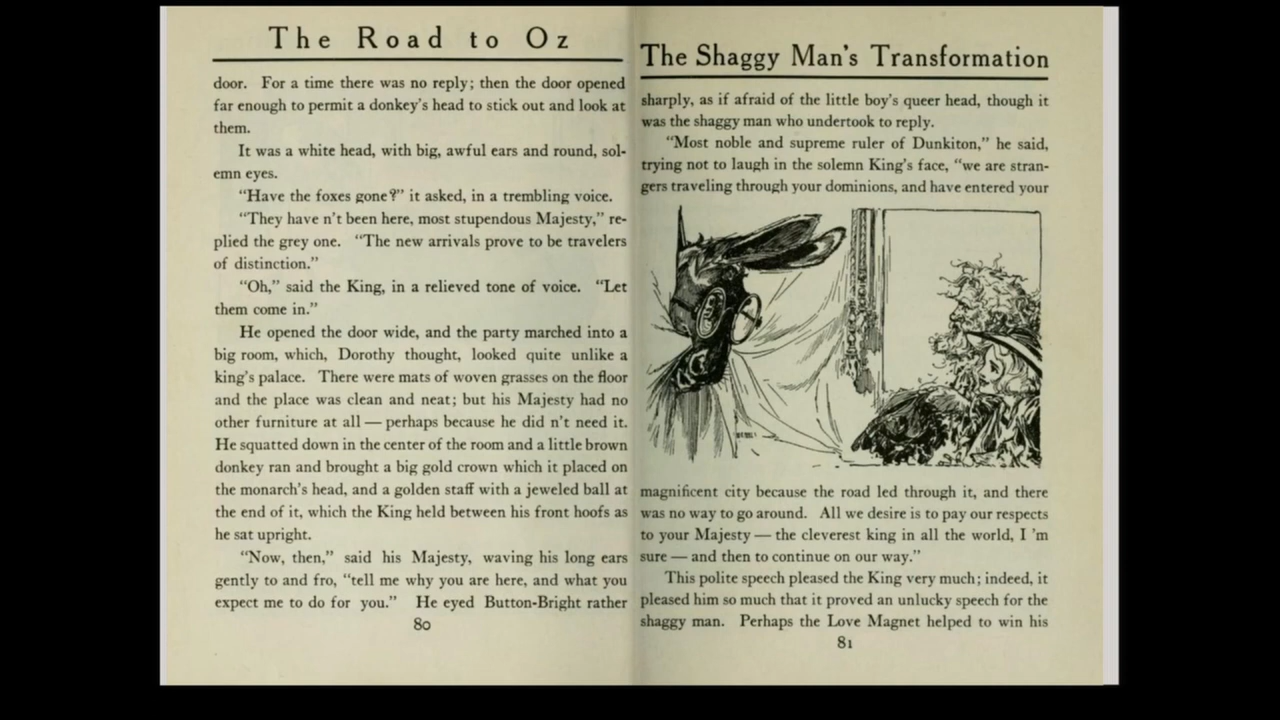 The Road to Oz
door. For a time there was no reply; then the door opened
far enough to permit a donkey's head to stick out and look at
them.
It was a white head, with big, awful ears and round, sol-
emn eyes.
"Have the foxes gone?" it asked, in a trembling voice.
"They have n't been here, most stupendous Majesty," re-
plied the grey one. "The new arrivals prove to be travelers
of distinction."
"Oh," said the King, in a relieved tone of voice. "Let
them come in."
He opened the door wide, and the party marched into a
big room, which, Dorothy thought, looked quite unlike a
king's palace. There were mats of woven grasses on the floor
and the place was clean and neat; but his Majesty had no
other furniture at all — perhaps because he did n't need it.
He squatted down in the center of the room and a little brown
donkey ran and brought a big gold crown which it placed on
the monarch's head, and a golden staff with a jeweled ball at
the end of it, which the King held between his front hoofs as
he sat upright.
"Now, then," said his Majesty, waving his long ears
gently to and fro, "tell me why you are here, and what you
expect me to do for you." He eyed Button-Bright rather
80
The Shaggy Man's Transformation
sharply, as if afraid of the little boy's queer head, though it
was the shaggy man who undertook to reply.
"Most noble and supreme ruler of Dunkiton," he said,
trying not to laugh in the solemn King's face, "we are stran-
gers traveling through your dominions, and have entered your
magnificent city because the road led through it, and there
was no way to go around. All we desire is to pay our respects
to your Majesty — the cleverest king in all the world, I 'm
sure — and then to continue on our way."
This polite speech pleased the King very much; indeed, it
pleased him so much that it proved an unlucky speech for the
shaggy man. Perhaps the Love Magnet helped to win his
81